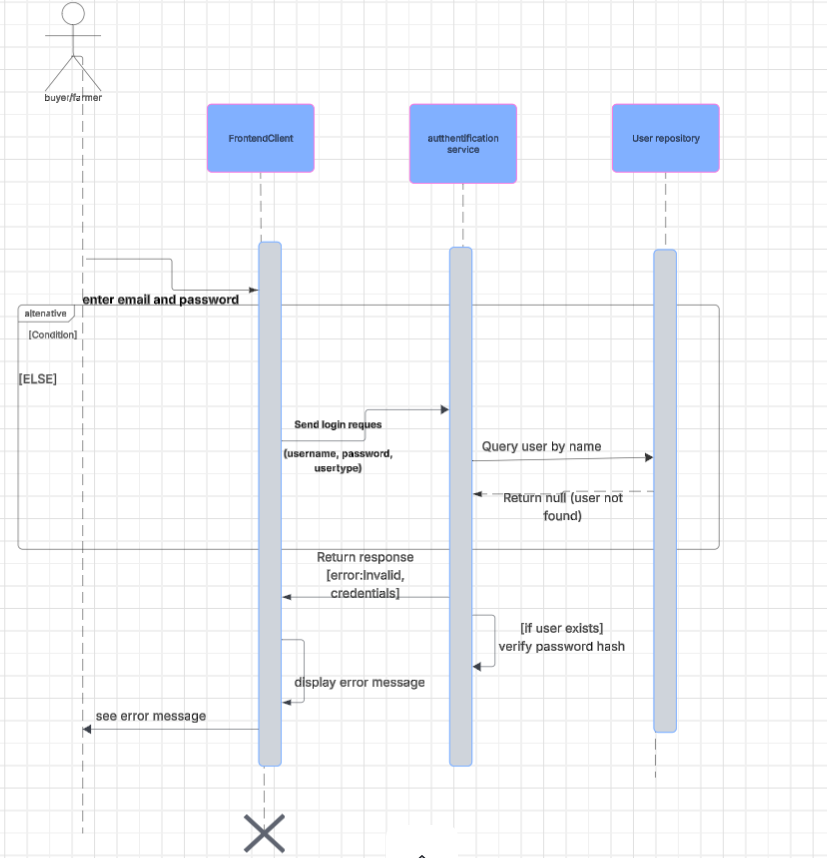 buyer/farmer
FrontendClient
autthentification
service
User repository
enter email and password
altenative
[Condition]
[ELSE]
Send login reques
(username, password,
usertype)
Query user by name
Return null (user not
found)
Return response
[error:Invalid,
credentials]
[if user exists]
verify password hash
display error message
see error message